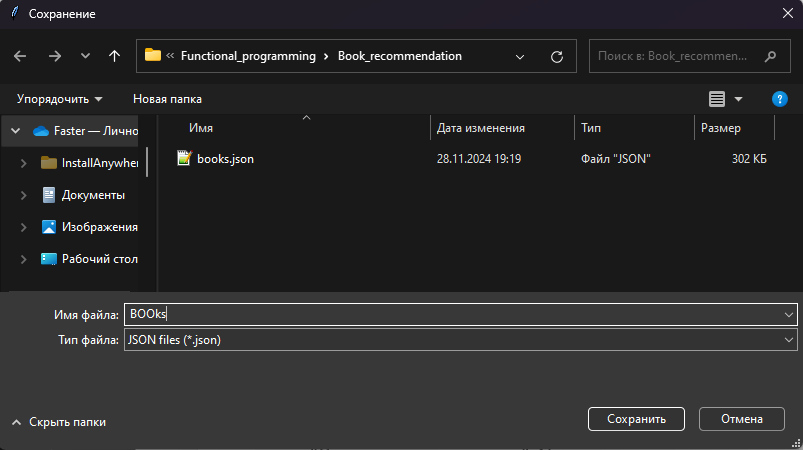 Сохранение
« Functional_programming › Book_recommendation
Поиск в: Book_recommen...
Упорядочить Новая папка
?
Имя Дата изменения Тип Размер
Faster — Лично
InstallAnywher
Документы
Изображения
Рабочий стол
books.json 28.11.2024 19:19 Файл "JSON" 302 КБ
Имя файла: BOOks
Тип файла: JSON files (*.json)
Скрыть папки
Сохранить Отмена